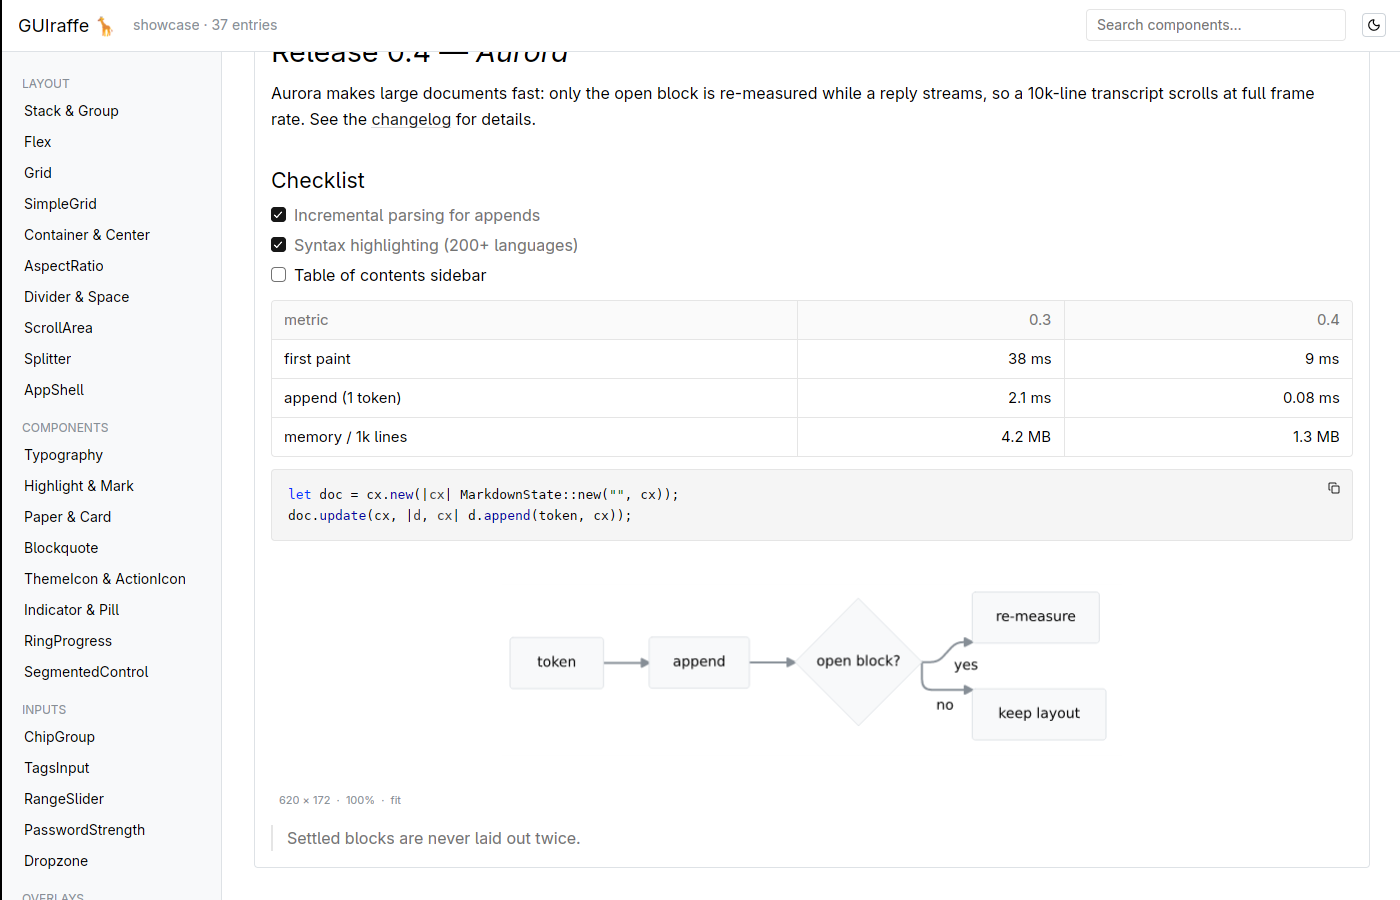 GUIraffe 🦒 showcase · 37 entries
Search components...
LAYOUT
Stack & Group
Flex
Grid
SimpleGrid
Container & Center
AspectRatio
Divider & Space
ScrollArea
Splitter
AppShell
COMPONENTS
Typography
Highlight & Mark
Paper & Card
Blockquote
ThemeIcon & ActionIcon
Indicator & Pill
RingProgress
SegmentedControl
INPUTS
ChipGroup
TagsInput
RangeSlider
PasswordStrength
Dropzone
OVERLAYS
Release 0.4 — Aurora
Aurora makes large documents fast: only the open block is re-measured while a reply streams, so a 10k-line transcript scrolls at full frame
rate. See the changelog for details.
Checklist
Incremental parsing for appends
Syntax highlighting (200+ languages)
Table of contents sidebar
metric 0.3 0.4
first paint 38 ms 9 ms
append (1 token) 2.1 ms 0.08 ms
memory / 1k lines 4.2 MB 1.3 MB
let doc = cx.new(|cx| MarkdownState::new("", cx));
doc.update(cx, |d, cx| d.append(token, cx));
token
append
open block?
re-measure
yes
no
keep layout
620 × 172 · 100% · fit
Settled blocks are never laid out twice.